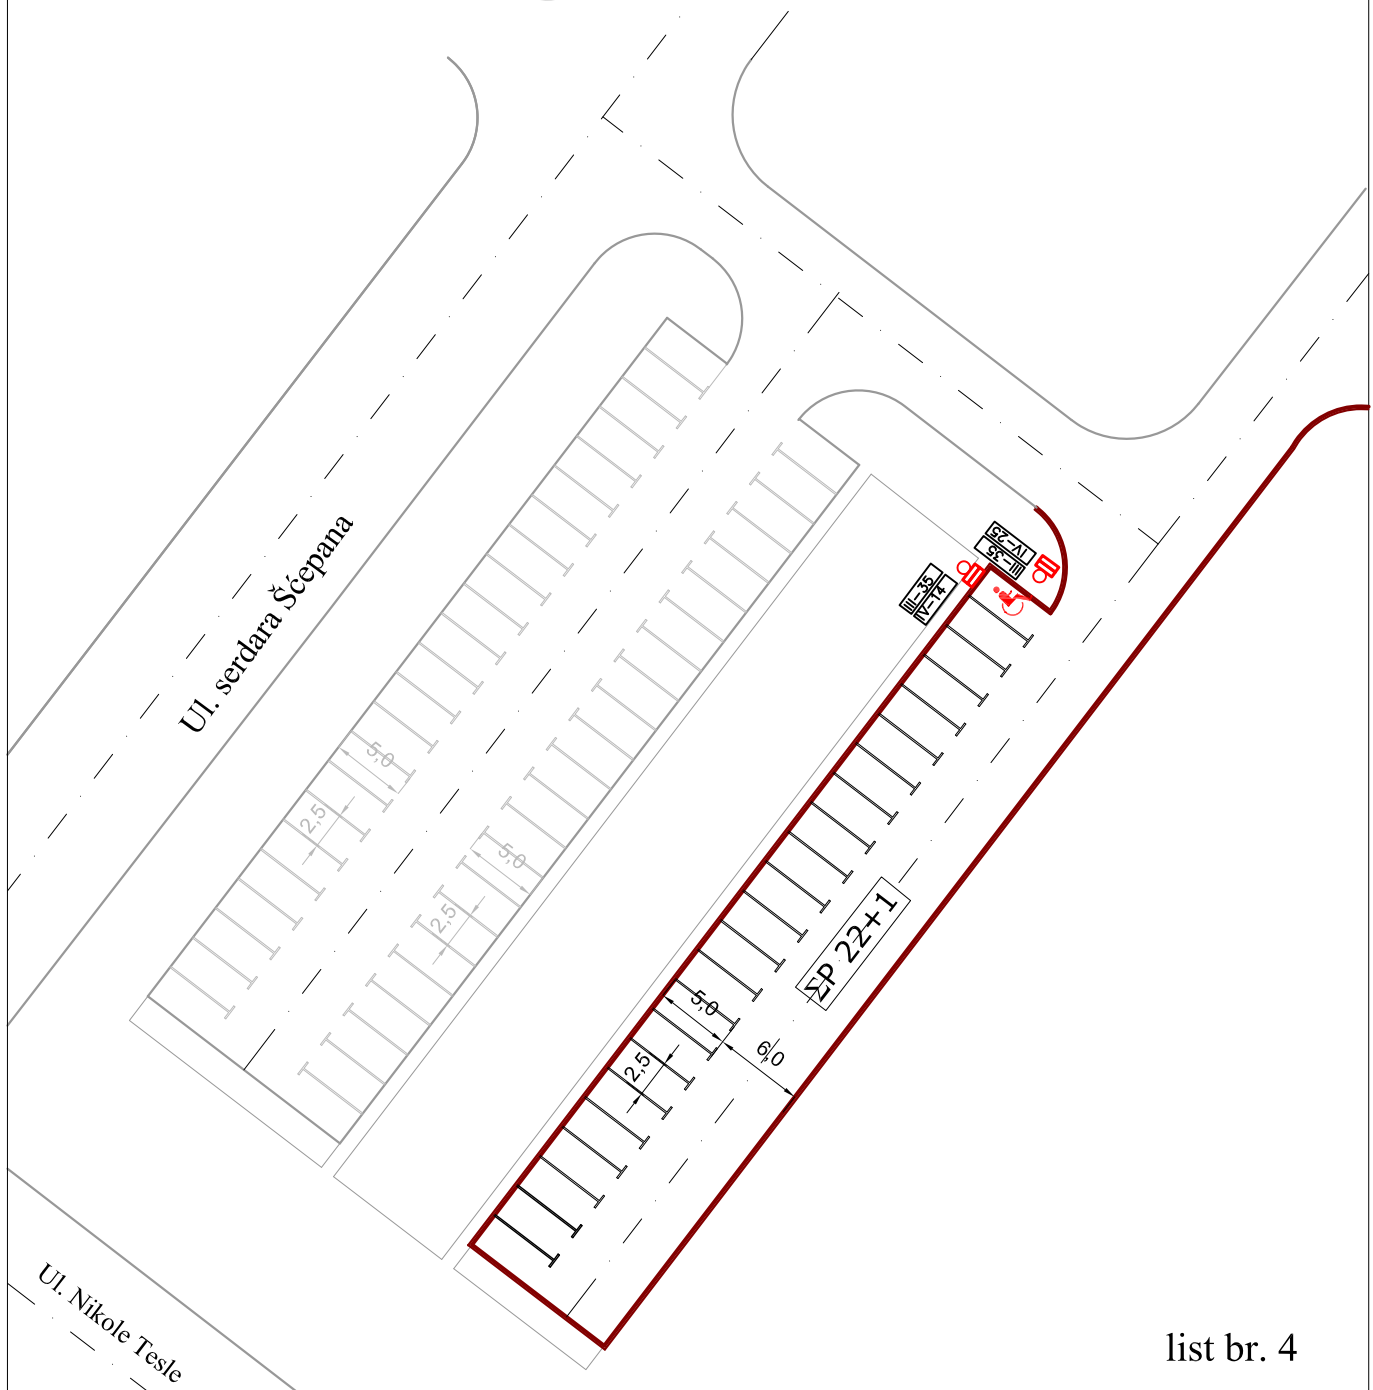 IV-25
III-35
III-35
IV-14
Ul. serdara Šćepana
5,0
2,5
5,0
2,5
ΣP 22+1
5,0
6,0
2,5
Ul. Nikole Tesle
list br. 4